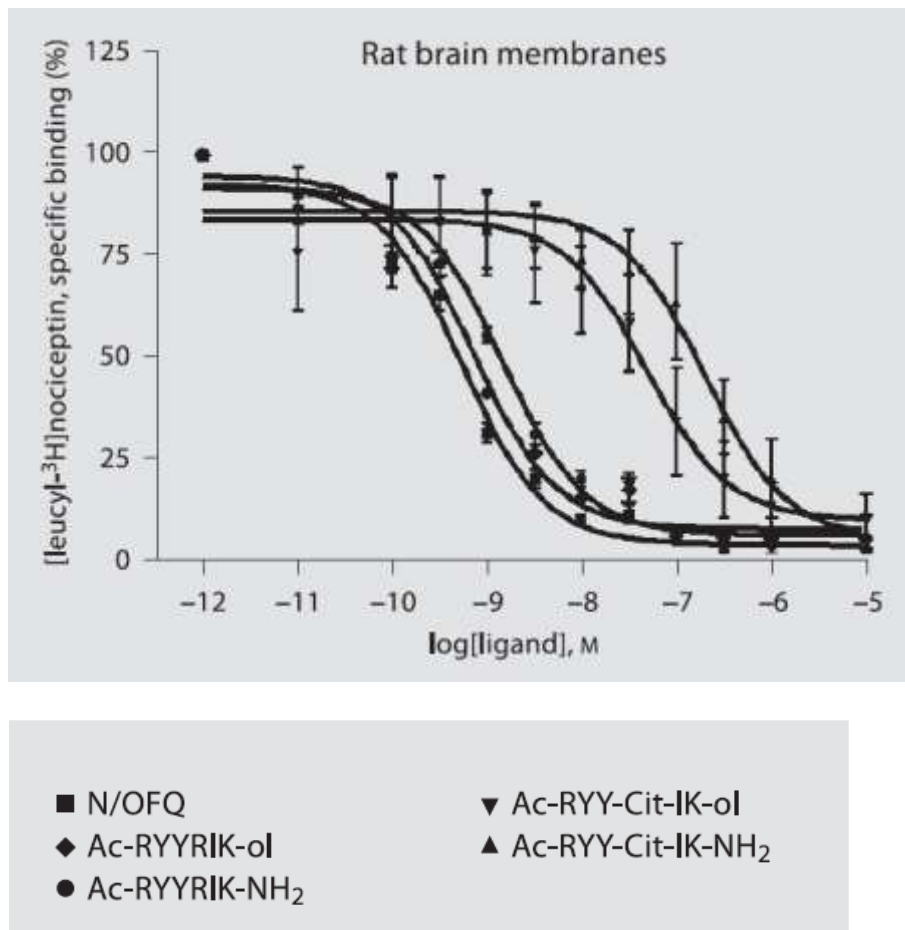 Rat brain membranes
[leucyl-³H]nociceptin, specific binding (%)
125
100
75
50
25
0
–12 –11 –10 –9 –8 –7 –6 –5
log[ligand], M
■ N/OFQ
◆ Ac-RYYRIK-ol
● Ac-RYYRIK-NH₂
▼ Ac-RYY-Cit-IK-ol
▲ Ac-RYY-Cit-IK-NH₂